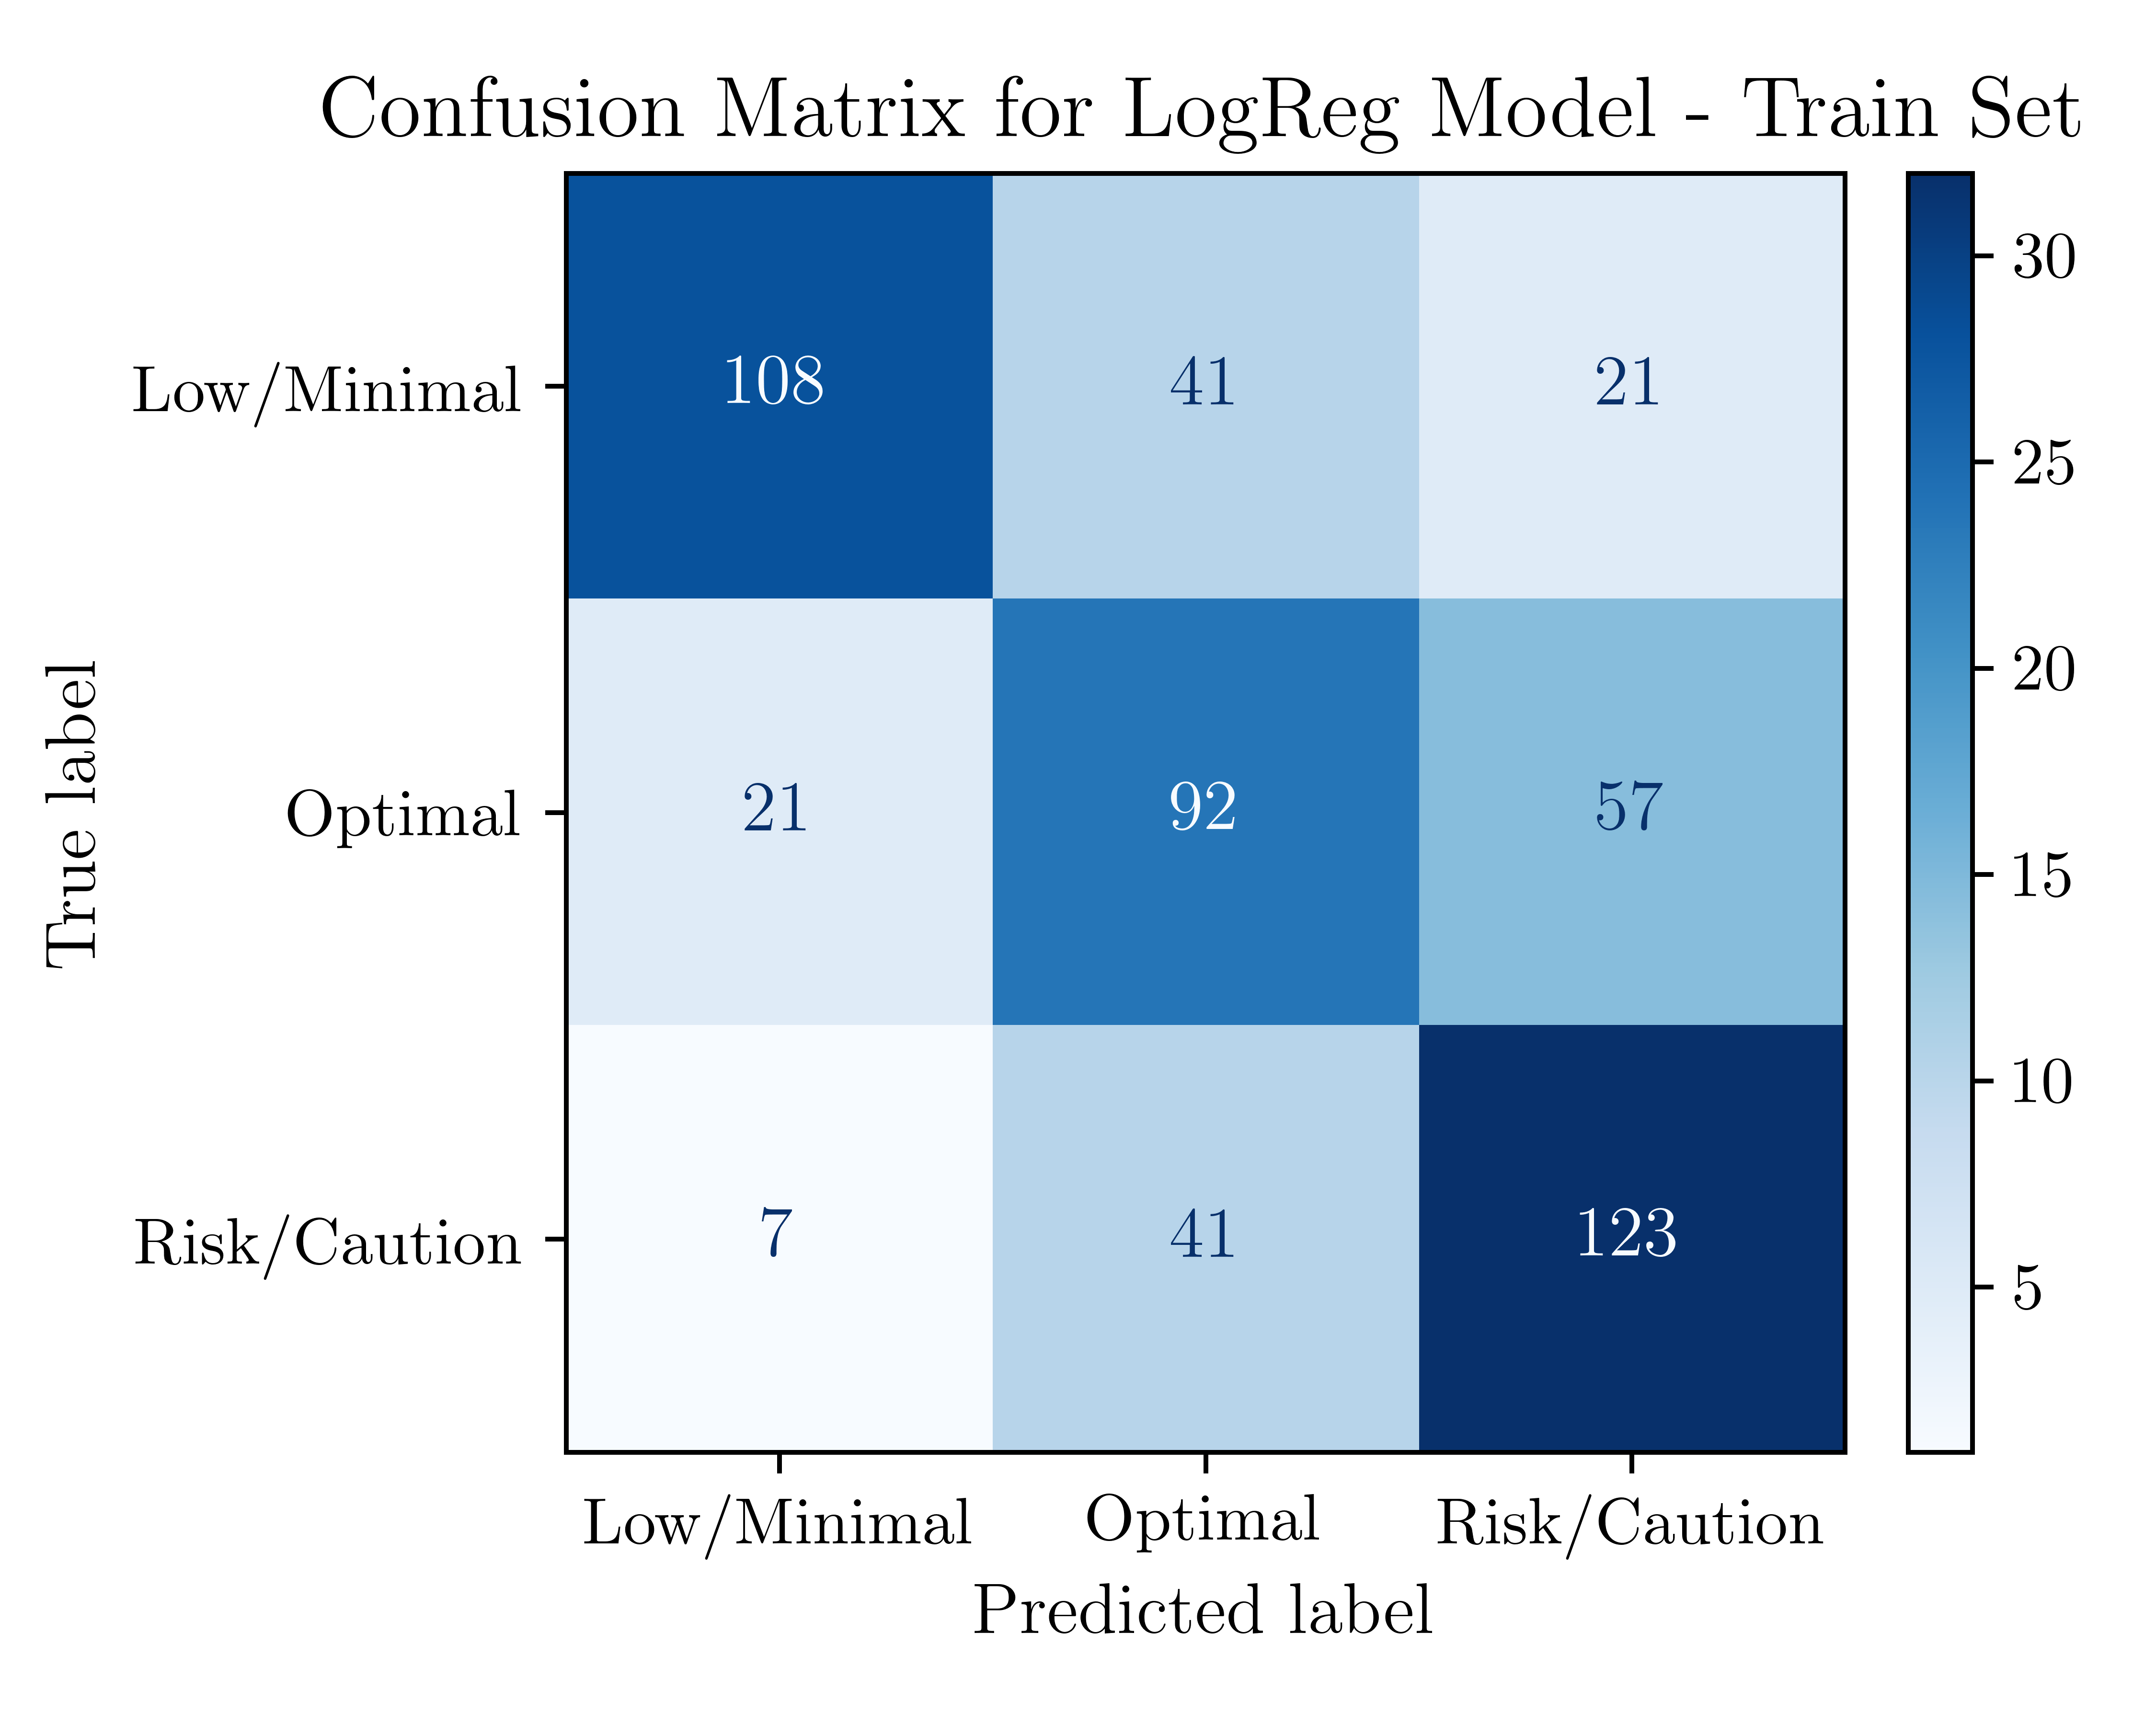 Confusion Matrix for LogReg Model - Train Set
Low/Minimal 108 41 21
Optimal 21 92 57
Risk/Caution 7 41 123
True label
Low/Minimal Optimal Risk/Caution
Predicted label
30
25
20
15
10
5